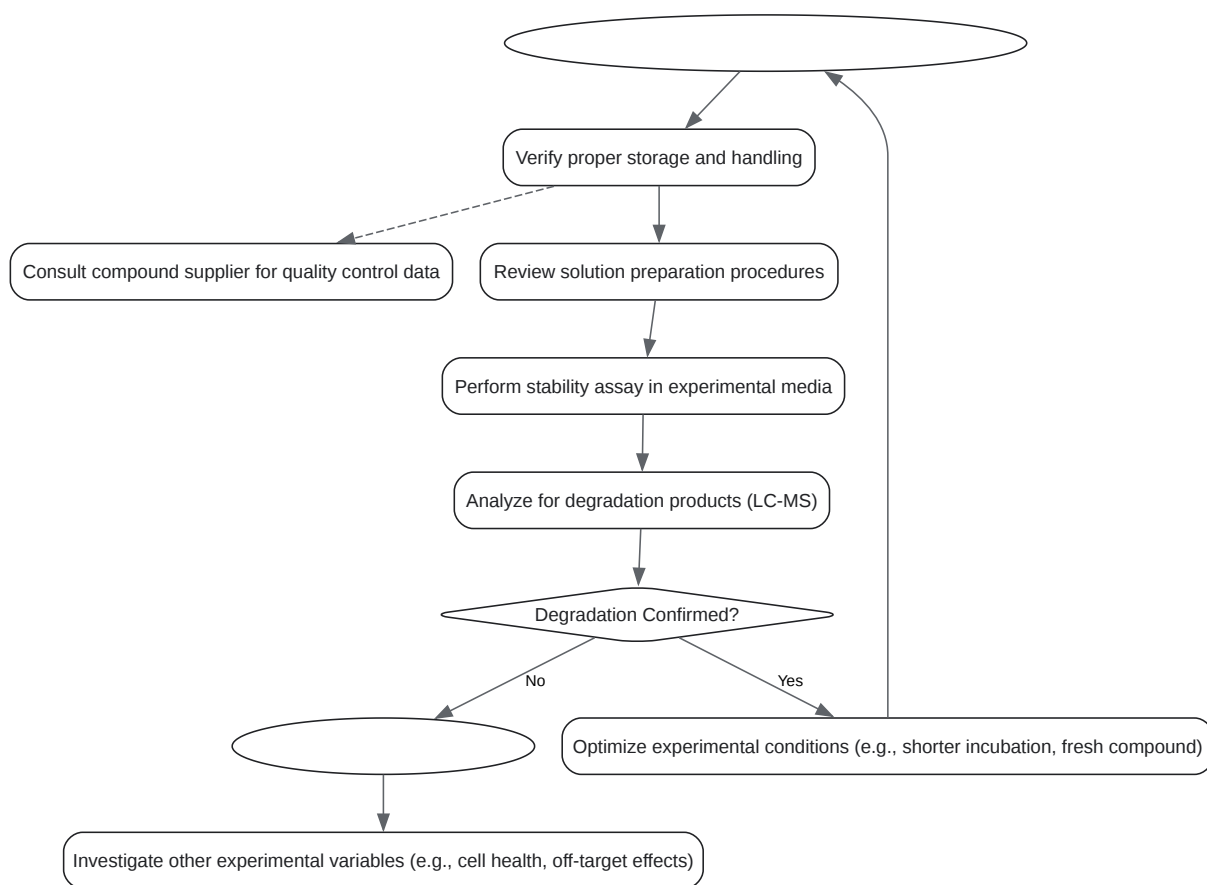 Verify proper storage and handling
Consult compound supplier for quality control data
Review solution preparation procedures
Perform stability assay in experimental media
Analyze for degradation products (LC-MS)
Degradation Confirmed?
No
Yes
Optimize experimental conditions (e.g., shorter incubation, fresh compound)
Investigate other experimental variables (e.g., cell health, off-target effects)